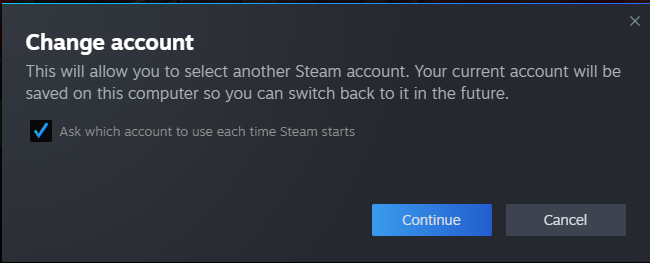 Change account
This will allow you to select another Steam account. Your current account will be
saved on this computer so you can switch back to it in the future.
Ask which account to use each time Steam starts
Continue
Cancel